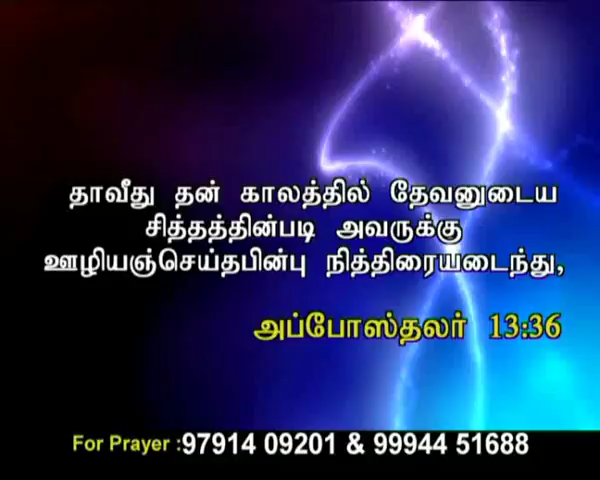 தாவீது தன் காலத்தில் தேவனுடைய
சித்தத்தின்படி அவருக்கு
ஊழியஞ்செய்தபின்பு நித்திரையடைந்து,
அப்போஸ்தலர் 13:36
For Prayer :97914 09201 & 99944 51688